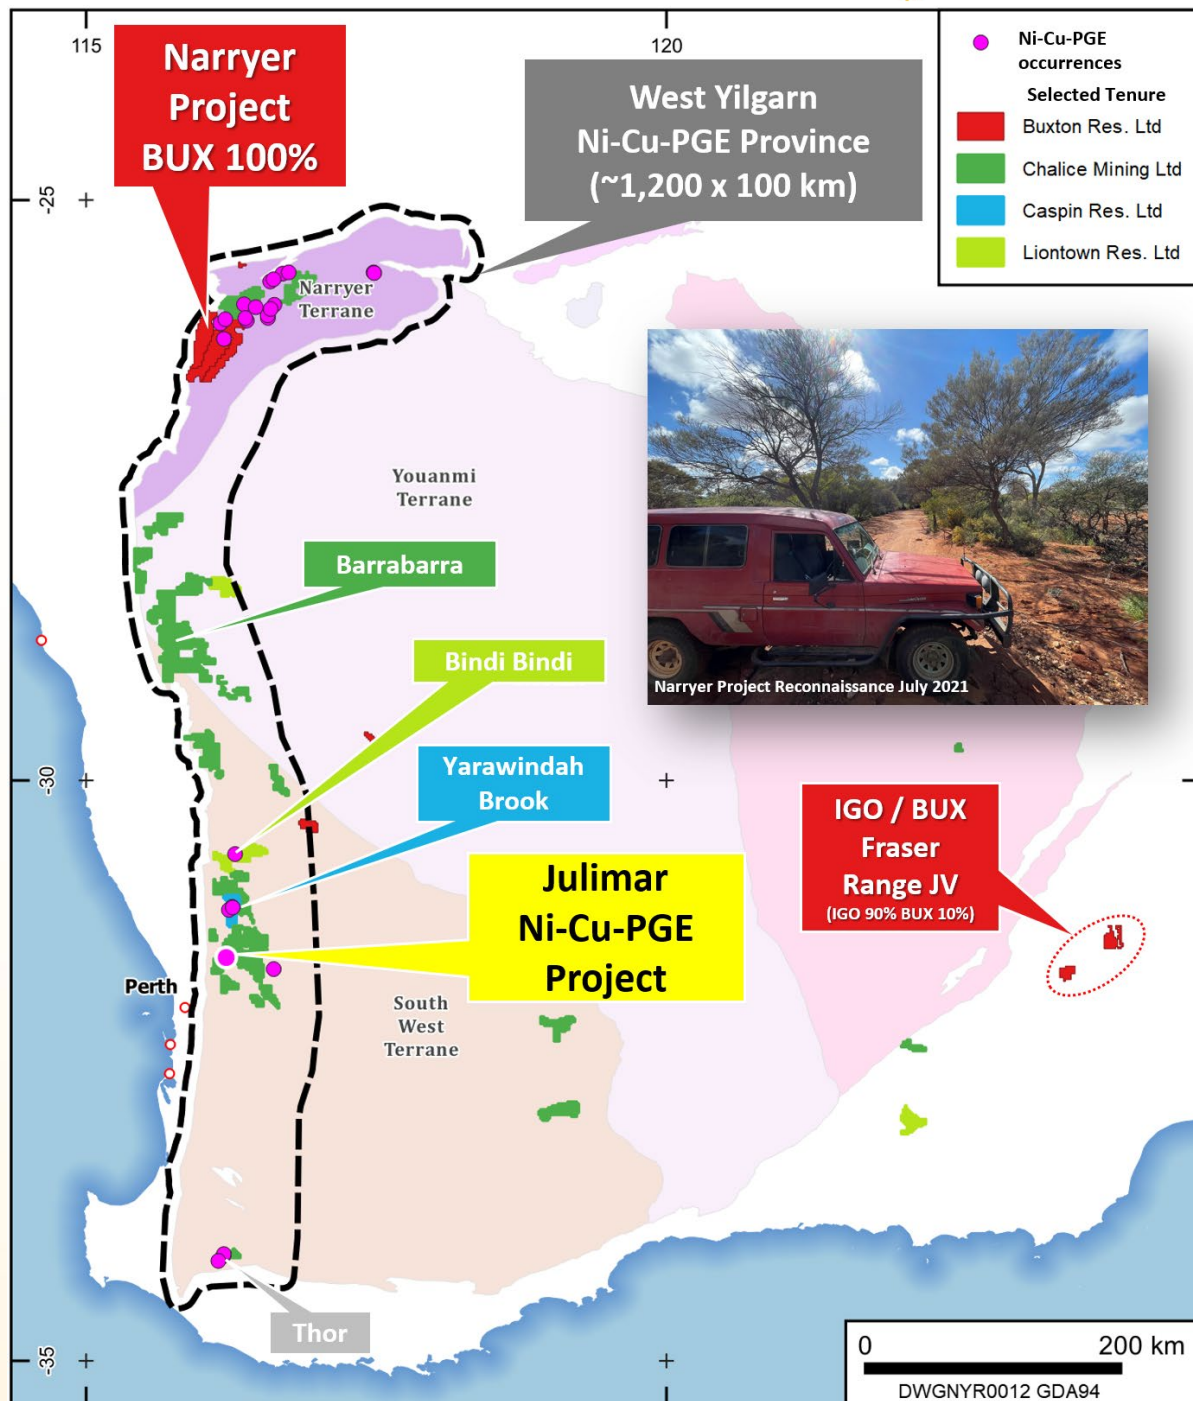 115
120
-25
-30
-35
Narryer
Project
BUX 100%
West Yilgarn
Ni-Cu-PGE Province
(~1,200 x 100 km)
Ni-Cu-PGE
occurrences
Selected Tenure
Buxton Res. Ltd
Chalice Mining Ltd
Caspin Res. Ltd
Liontown Res. Ltd
Narryer
Terrane
Youanmi
Terrane
Narryer Project Reconnaissance July 2021
Barrabarra
Bindi Bindi
Yarawindah
Brook
Julimar
Ni-Cu-PGE
Project
IGO / BUX
Fraser
Range JV
(IGO 90% BUX 10%)
Perth
South
West
Terrane
Thor
0 200 km
DWGNYR0012 GDA94